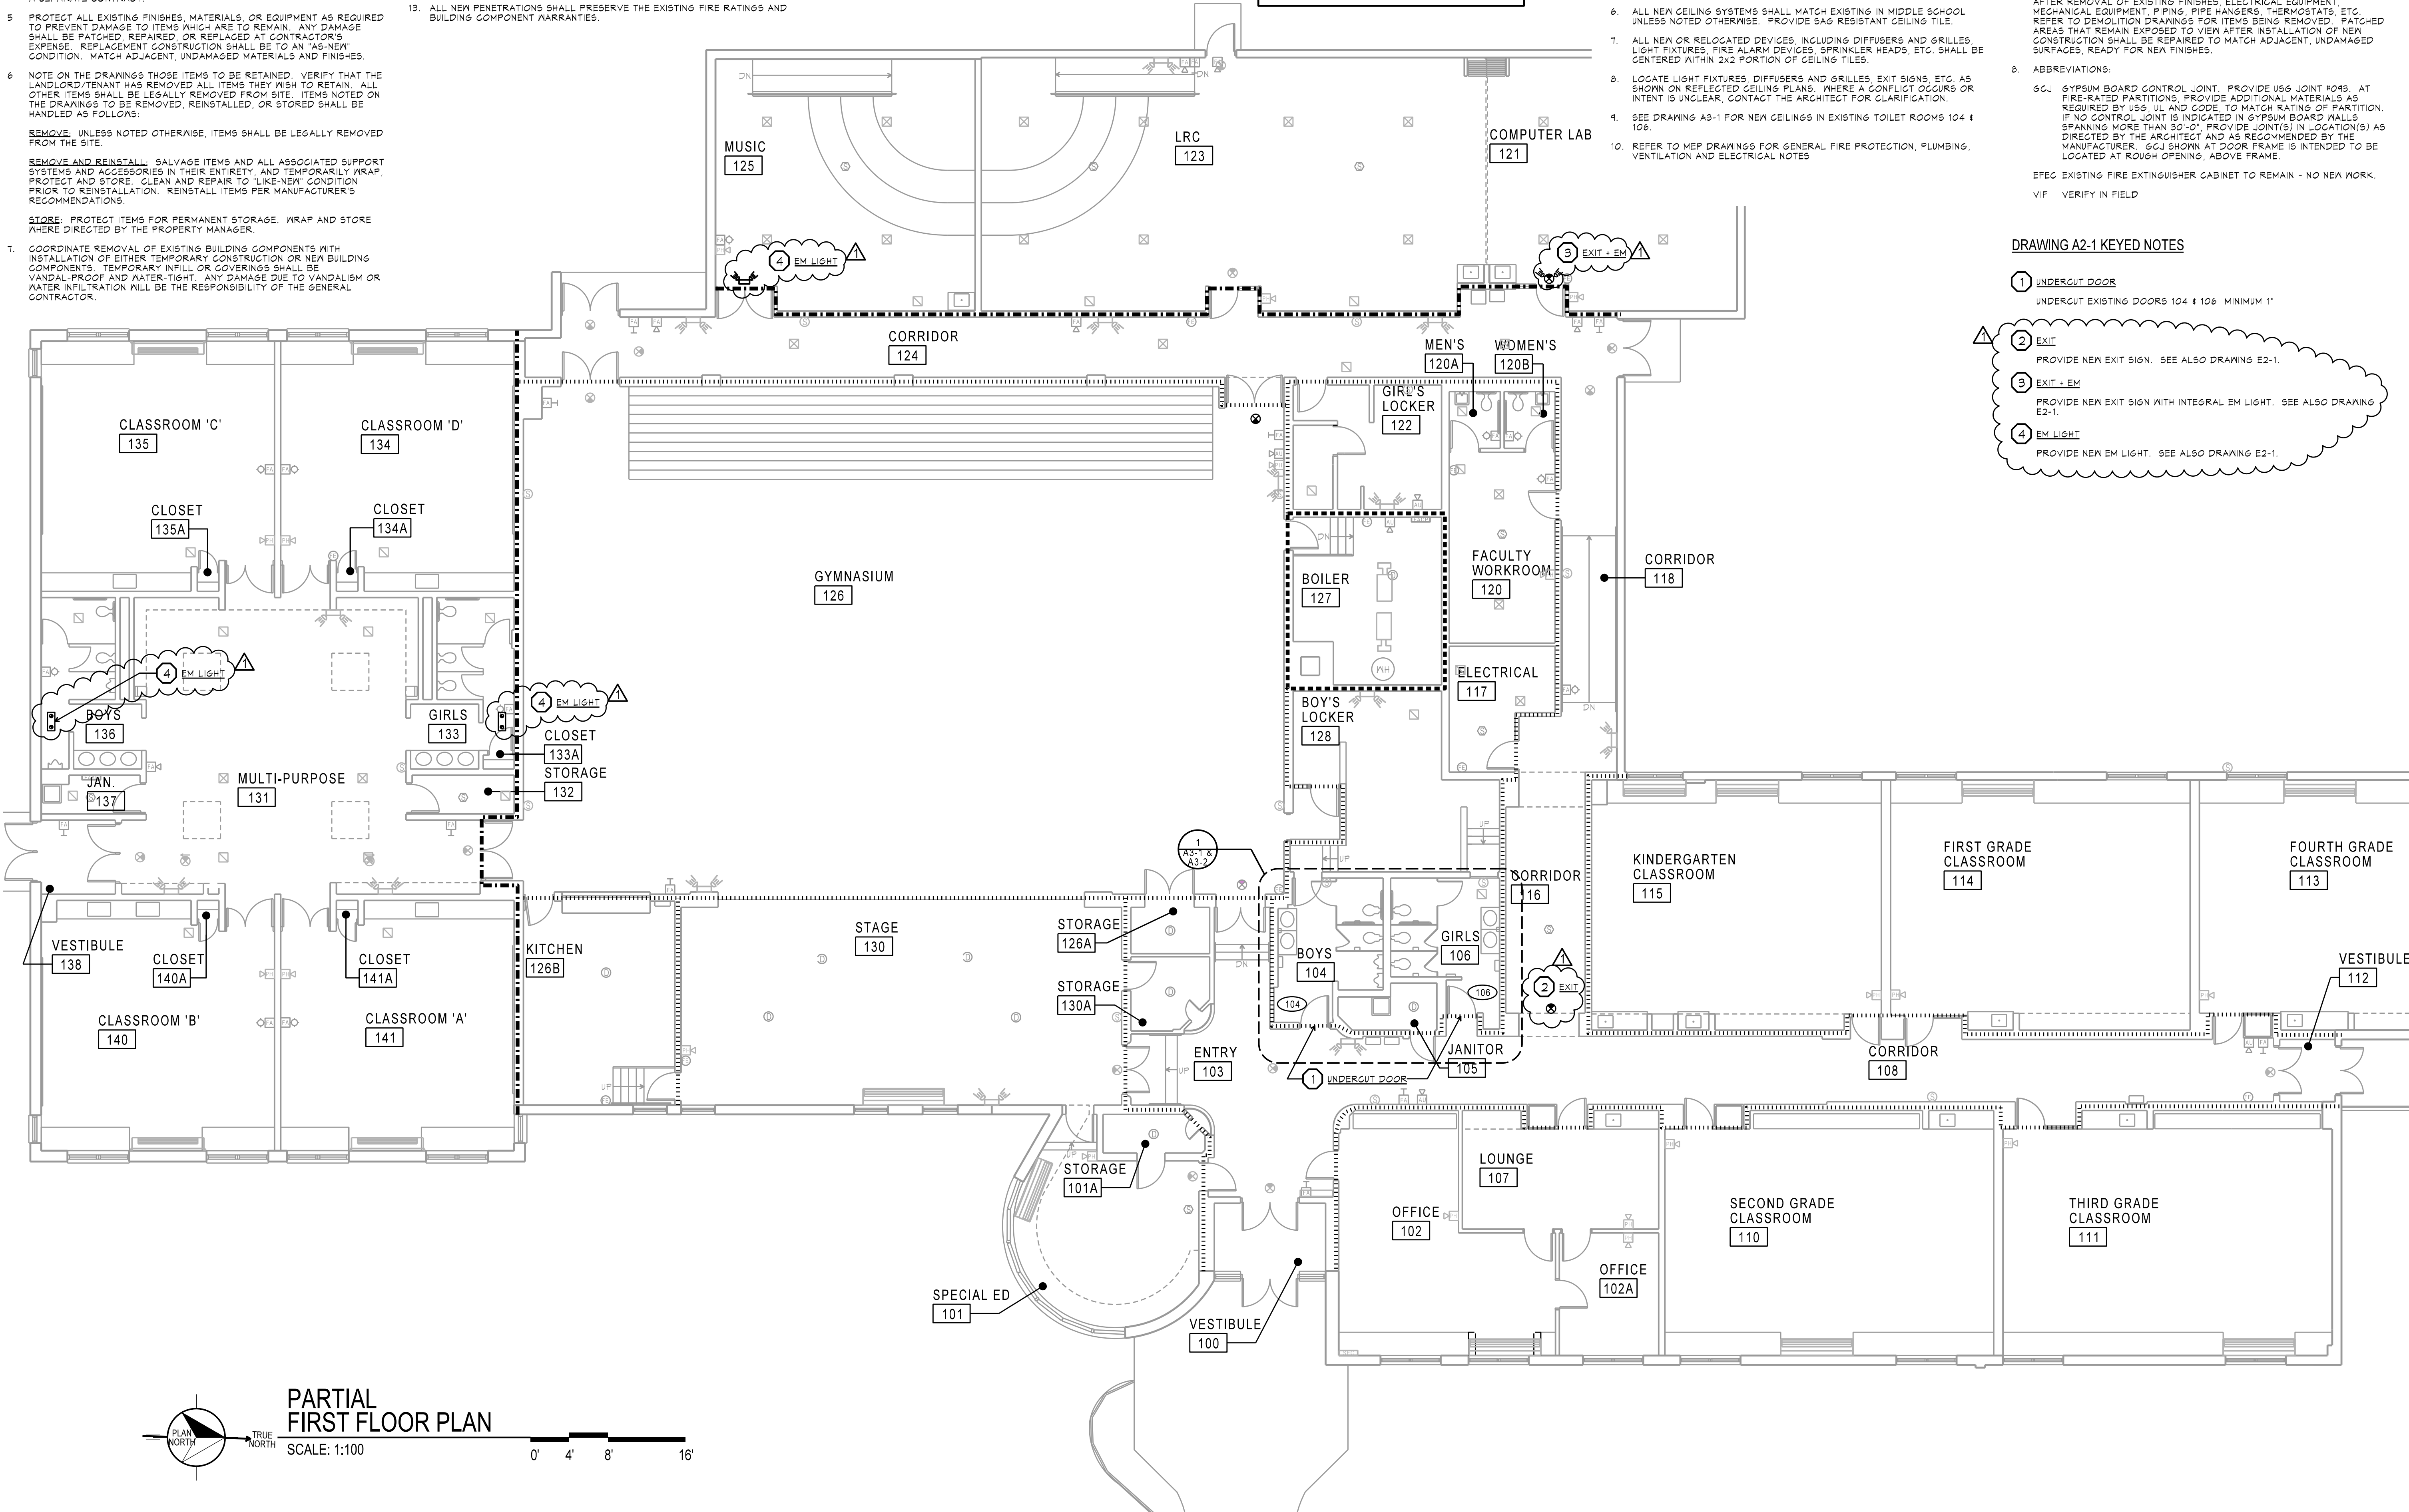 5 PROTECT ALL EXISTING FINISHES, MATERIALS, OR EQUIPMENT AS REQUIRED
TO PREVENT DAMAGE TO ITEMS WHICH ARE TO REMAIN. ANY DAMAGE
SHALL BE PATCHED, REPAIRED, OR REPLACED AT CONTRACTOR'S
EXPENSE. REPLACEMENT CONSTRUCTION SHALL BE TO AN "AS-NEW"
CONDITION. MATCH ADJACENT, UNDAMAGED MATERIALS AND FINISHES.
6 NOTE ON THE DRAWINGS THOSE ITEMS TO BE RETAINED. VERIFY THAT THE
LANDLORD/TENANT HAS REMOVED ALL ITEMS THEY WISH TO RETAIN. ALL
OTHER ITEMS SHALL BE LEGALLY REMOVED FROM SITE. ITEMS NOTED ON
THE DRAWINGS TO BE REMOVED, REINSTALLED, OR STORED SHALL BE
HANDLED AS FOLLOWS:
REMOVE: UNLESS NOTED OTHERWISE, ITEMS SHALL BE LEGALLY REMOVED
FROM THE SITE.
REMOVE AND REINSTALL: SALVAGE ITEMS AND ALL ASSOCIATED SUPPORT
SYSTEMS AND ACCESSORIES IN THEIR ENTIRETY, AND TEMPORARILY WRAP,
PROTECT AND STORE. CLEAN AND REPAIR TO "LIKE-NEW" CONDITION
PRIOR TO REINSTALLATION. REINSTALL ITEMS PER MANUFACTURER'S
RECOMMENDATIONS.
STORE: PROTECT ITEMS FOR PERMANENT STORAGE. WRAP AND STORE
WHERE DIRECTED BY THE PROPERTY MANAGER.
7. COORDINATE REMOVAL OF EXISTING BUILDING COMPONENTS WITH
INSTALLATION OF EITHER TEMPORARY CONSTRUCTION OR NEW BUILDING
COMPONENTS. TEMPORARY INFILL OR COVERINGS SHALL BE
VANDAL-PROOF AND WATER-TIGHT. ANY DAMAGE DUE TO VANDALISM OR
WATER INFILTRATION WILL BE THE RESPONSIBILITY OF THE GENERAL
CONTRACTOR.
13. ALL NEW PENETRATIONS SHALL PRESERVE THE EXISTING FIRE RATINGS AND
BUILDING COMPONENT WARRANTIES.
6. ALL NEW CEILING SYSTEMS SHALL MATCH EXISTING IN MIDDLE SCHOOL
UNLESS NOTED OTHERWISE. PROVIDE SAG RESISTANT CEILING TILE.
7. ALL NEW OR RELOCATED DEVICES, INCLUDING DIFFUSERS AND GRILLES,
LIGHT FIXTURES, FIRE ALARM DEVICES, SPRINKLER HEADS, ETC. SHALL BE
CENTERED WITHIN 2x2 PORTION OF CEILING TILES.
8. LOCATE LIGHT FIXTURES, DIFFUSERS AND GRILLES, EXIT SIGNS, ETC. AS
SHOWN ON REFLECTED CEILING PLANS. WHERE A CONFLICT OCCURS OR
INTENT IS UNCLEAR, CONTACT THE ARCHITECT FOR CLARIFICATION.
9. SEE DRAWING A3-1 FOR NEW CEILINGS IN EXISTING TOILET ROOMS 104 &
106.
10. REFER TO MEP DRAWINGS FOR GENERAL FIRE PROTECTION, PLUMBING,
VENTILATION AND ELECTRICAL NOTES
AFTER REMOVAL OF EXISTING FINISHES, ELECTRICAL EQUIPMENT,
MECHANICAL EQUIPMENT, PIPING, PIPE HANGERS, THERMOSTATS, ETC.
REFER TO DEMOLITION DRAWINGS FOR ITEMS BEING REMOVED. PATCHED
AREAS THAT REMAIN EXPOSED TO VIEW AFTER INSTALLATION OF NEW
CONSTRUCTION SHALL BE REPAIRED TO MATCH ADJACENT, UNDAMAGED
SURFACES, READY FOR NEW FINISHES.
8. ABBREVIATIONS:
GCJ GYPSUM BOARD CONTROL JOINT. PROVIDE USG JOINT #093. AT
FIRE-RATED PARTITIONS, PROVIDE ADDITIONAL MATERIALS AS
REQUIRED BY USG, UL AND CODE, TO MATCH RATING OF PARTITION.
IF NO CONTROL JOINT IS INDICATED IN GYPSUM BOARD WALLS
SPANNING MORE THAN 30'-0", PROVIDE JOINT(S) IN LOCATION(S) AS
DIRECTED BY THE ARCHITECT AND AS RECOMMENDED BY THE
MANUFACTURER. GCJ SHOWN AT DOOR FRAME IS INTENDED TO BE
LOCATED AT ROUGH OPENING, ABOVE FRAME.
EFEC EXISTING FIRE EXTINGUISHER CABINET TO REMAIN - NO NEW WORK.
VIF VERIFY IN FIELD
DRAWING A2-1 KEYED NOTES
1 UNDERCUT DOOR
UNDERCUT EXISTING DOORS 104 & 106 MINIMUM 1"
1
2 EXIT
PROVIDE NEW EXIT SIGN. SEE ALSO DRAWING E2-1.
3 EXIT + EM
PROVIDE NEW EXIT SIGN WITH INTEGRAL EM LIGHT. SEE ALSO DRAWING
E2-1.
4 EM LIGHT
PROVIDE NEW EM LIGHT. SEE ALSO DRAWING E2-1.
DN
DN
MUSIC
125
LRC
123
COMPUTER LAB
121
4 EM LIGHT 1
3 EXIT + EM 1
CORRIDOR
124
MEN'S
120A
WOMEN'S
120B
CLASSROOM 'C'
135
CLASSROOM 'D'
134
GIRL'S
LOCKER
122
CLOSET
135A
CLOSET
134A
DN
GYMNASIUM
126
BOILER
127
FACULTY
WORKROOM
120
CORRIDOR
118
4 EM LIGHT 1
4 EM LIGHT 1
WH
ELECTRICAL
117
DN
BOYS
136
GIRLS
133
BOY'S
LOCKER
128
CLOSET
133A
STORAGE
132
JAN.
137
MULTI-PURPOSE
131
UP
UP
1
A3-1 &
A3-2
KINDERGARTEN
CLASSROOM
115
FIRST GRADE
CLASSROOM
114
FOURTH GRADE
CLASSROOM
113
CORRIDOR
116
VESTIBULE
138
CLOSET
140A
CLOSET
141A
KITCHEN
126B
STAGE
130
STORAGE
126A
DN
BOYS
104
GIRLS
106
VESTIBULE
112
STORAGE
130A
104
106
2 EXIT 1
CLASSROOM 'B'
140
CLASSROOM 'A'
141
UP
UP
ENTRY
103
JANITOR
105
1 UNDERCUT DOOR
CORRIDOR
108
UP
STORAGE
101A
LOUNGE
107
OFFICE
102
SECOND GRADE
CLASSROOM
110
THIRD GRADE
CLASSROOM
111
OFFICE
102A
SPECIAL ED
101
VESTIBULE
100
PLAN
NORTH
TRUE
NORTH
PARTIAL
FIRST FLOOR PLAN
SCALE: 1:100
0' 4' 8' 16'